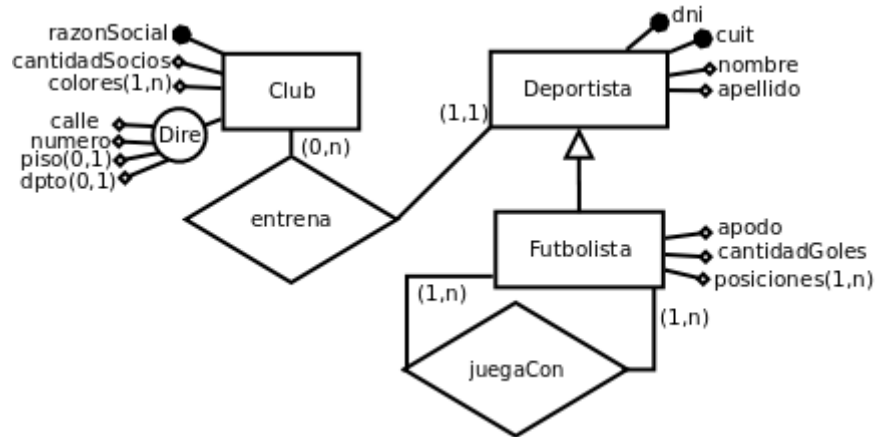 razonSocial
cantidadSocios
colores(1,n)
Club
calle
numero
piso(0,1)
dpto(0,1)
Dire
(0,n)
entrena
(1,1)
dni
cuit
nombre
apellido
Deportista
Futbolista
apodo
cantidadGoles
posiciones(1,n)
(1,n)
(1,n)
juegaCon